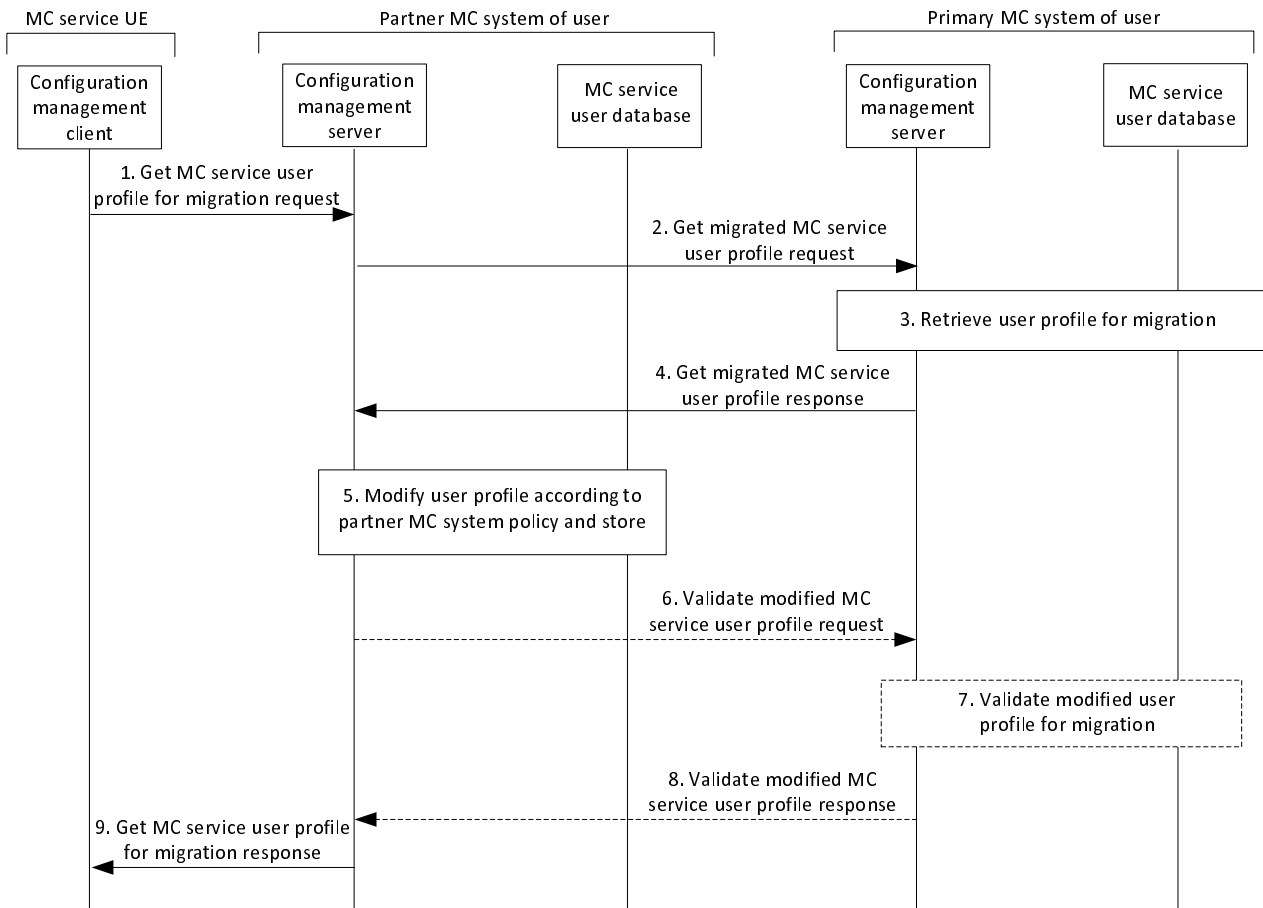 MC service UE
Partner MC system of user
Primary MC system of user
Configuration
management
client
Configuration
management
server
MC service
user database
Configuration
management
server
MC service
user database
1. Get MC service user
profile for migration request
2. Get migrated MC service
user profile request
3. Retrieve user profile for migration
4. Get migrated MC service
user profile response
5. Modify user profile according to
partner MC system policy and store
6. Validate modified MC
service user profile request
7. Validate modified user
profile for migration
8. Validate modified MC
service user profile response
9. Get MC service user profile
for migration response